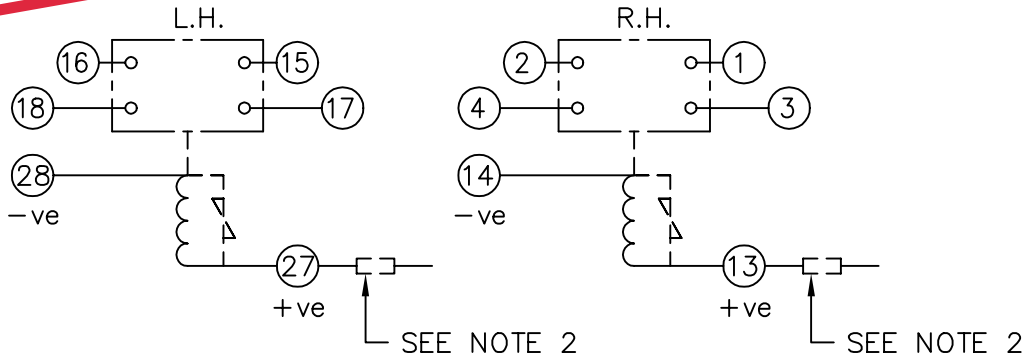 L.H.
16 15
18 17
28
-ve
27
+ve
SEE NOTE 2
R.H.
2 1
4 3
14
-ve
13
+ve
SEE NOTE 2